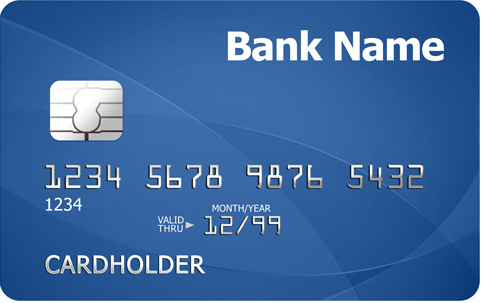 Bank Name
1234 5678 9876 5432
1234
MONTH/YEAR
VALID
THRU
12/99
CARDHOLDER